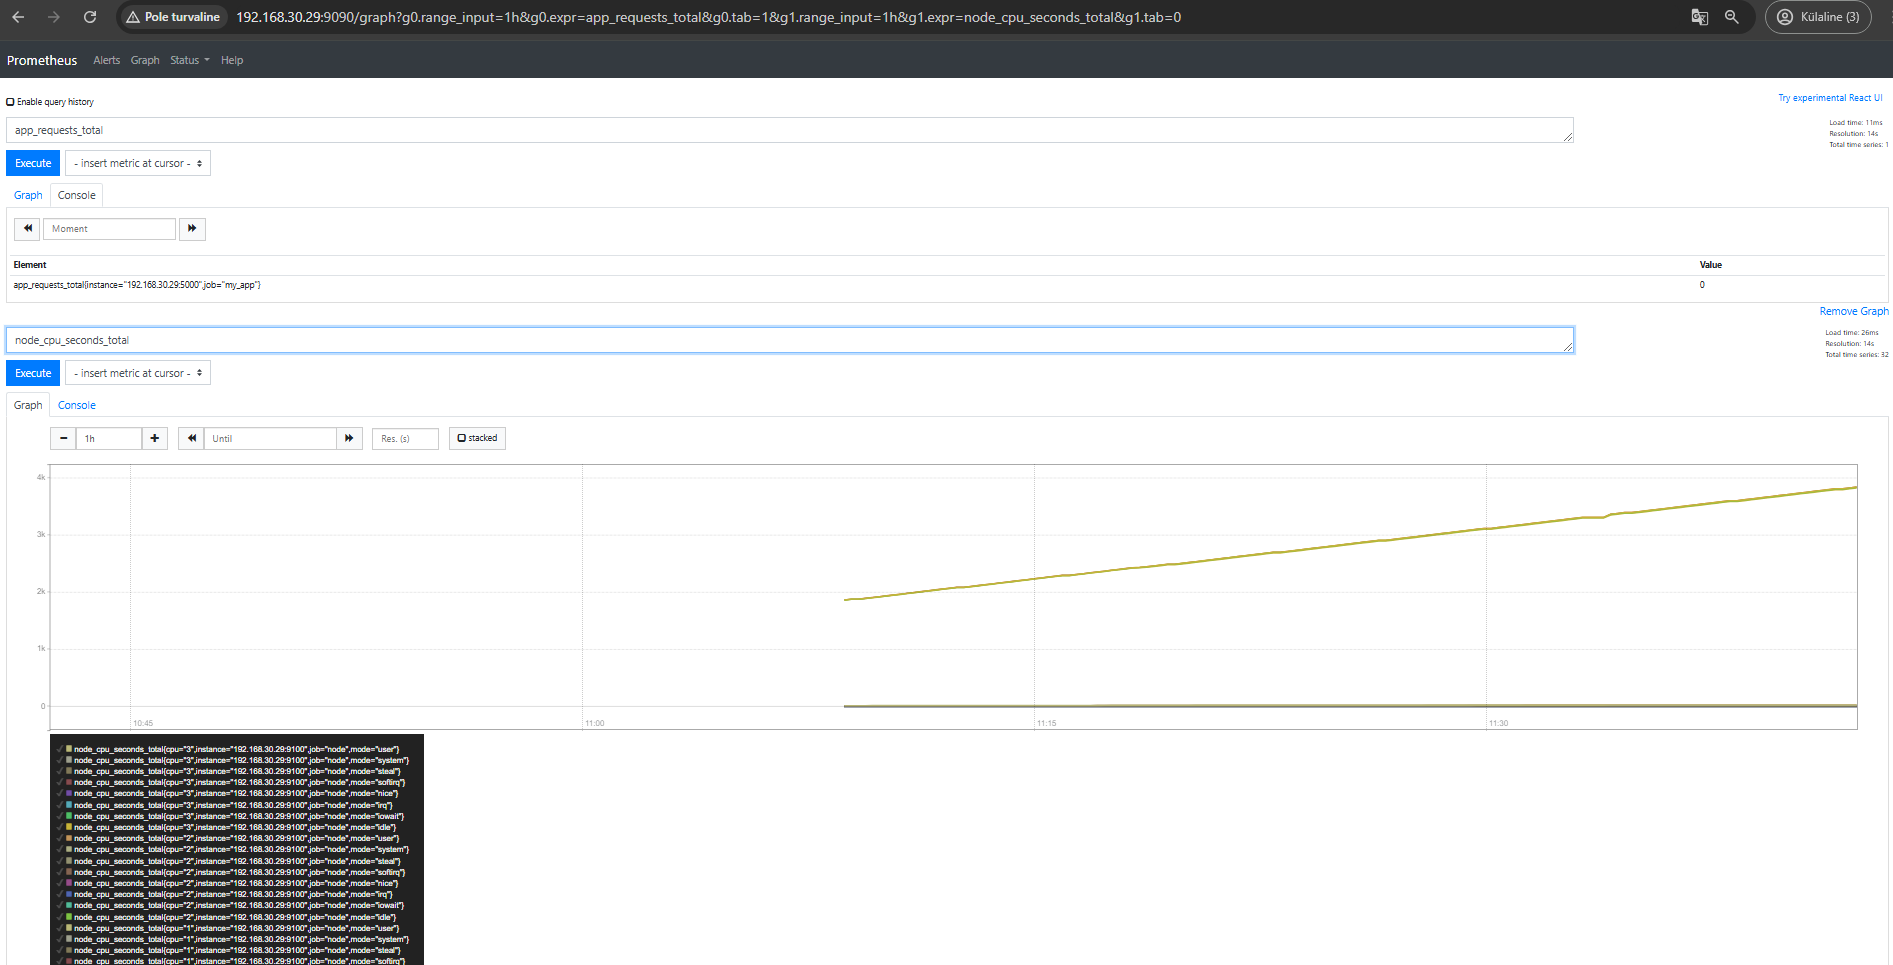 Pole turvaline 192.168.30.29:9090/graph?g0.range_input=1h&g0.expr=app_requests_total&g0.tab=1&g1.range_input=1h&g1.expr=node_cpu_seconds_total&g1.tab=0 Külaline (3)
Prometheus Alerts Graph Status Help
Enable query history Try experimental React UI
app_requests_total
Load time: 11ms
Resolution: 14s
Total time series: 1
Execute - insert metric at cursor -
Graph Console
Moment
Element Value
app_requests_total{instance="192.168.30.29:5000",job="my_app"} 0
Remove Graph
node_cpu_seconds_total
Load time: 26ms
Resolution: 14s
Total time series: 32
Execute - insert metric at cursor -
Graph Console
1h Until Res. (s) stacked
4k
3k
2k
1k
0
10:45 11:00 11:15 11:30
node_cpu_seconds_total{cpu="3",instance="192.168.30.29:9100",job="node",mode="user"}
node_cpu_seconds_total{cpu="3",instance="192.168.30.29:9100",job="node",mode="system"}
node_cpu_seconds_total{cpu="3",instance="192.168.30.29:9100",job="node",mode="steal"}
node_cpu_seconds_total{cpu="3",instance="192.168.30.29:9100",job="node",mode="softirq"}
node_cpu_seconds_total{cpu="3",instance="192.168.30.29:9100",job="node",mode="nice"}
node_cpu_seconds_total{cpu="3",instance="192.168.30.29:9100",job="node",mode="irq"}
node_cpu_seconds_total{cpu="3",instance="192.168.30.29:9100",job="node",mode="iowait"}
node_cpu_seconds_total{cpu="3",instance="192.168.30.29:9100",job="node",mode="idle"}
node_cpu_seconds_total{cpu="2",instance="192.168.30.29:9100",job="node",mode="user"}
node_cpu_seconds_total{cpu="2",instance="192.168.30.29:9100",job="node",mode="system"}
node_cpu_seconds_total{cpu="2",instance="192.168.30.29:9100",job="node",mode="steal"}
node_cpu_seconds_total{cpu="2",instance="192.168.30.29:9100",job="node",mode="softirq"}
node_cpu_seconds_total{cpu="2",instance="192.168.30.29:9100",job="node",mode="nice"}
node_cpu_seconds_total{cpu="2",instance="192.168.30.29:9100",job="node",mode="irq"}
node_cpu_seconds_total{cpu="2",instance="192.168.30.29:9100",job="node",mode="iowait"}
node_cpu_seconds_total{cpu="2",instance="192.168.30.29:9100",job="node",mode="idle"}
node_cpu_seconds_total{cpu="1",instance="192.168.30.29:9100",job="node",mode="user"}
node_cpu_seconds_total{cpu="1",instance="192.168.30.29:9100",job="node",mode="system"}
node_cpu_seconds_total{cpu="1",instance="192.168.30.29:9100",job="node",mode="steal"}
node_cpu_seconds_total{cpu="1",instance="192.168.30.29:9100",job="node",mode="softirq"}